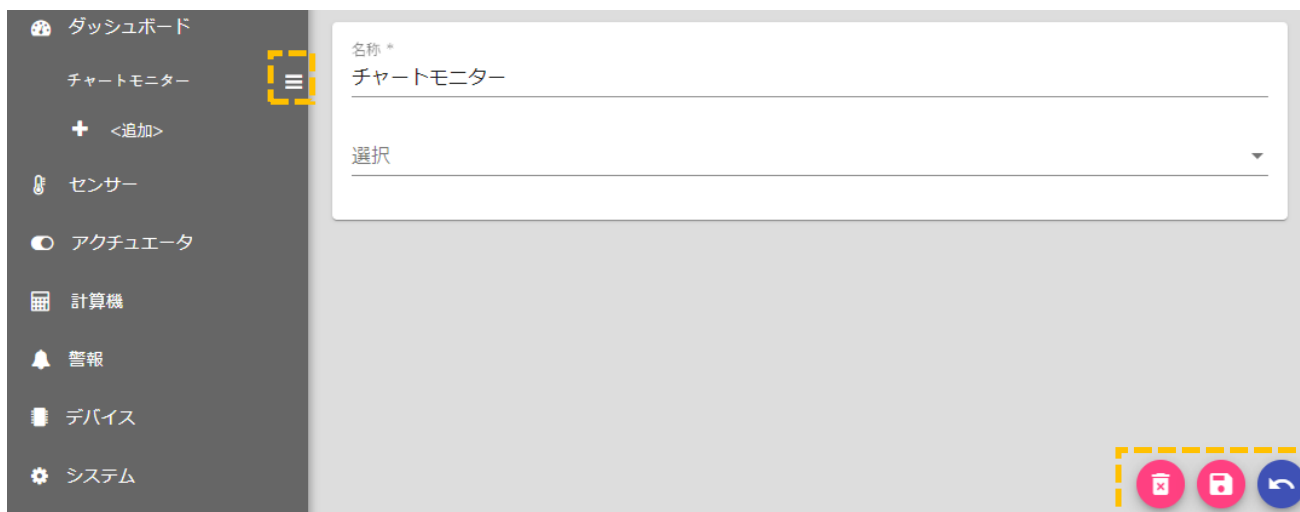 ダッシュボード
チャートモニター
<追加>
センサー
アクチュエータ
計算機
警報
デバイス
システム
名称 *
チャートモニター
選択